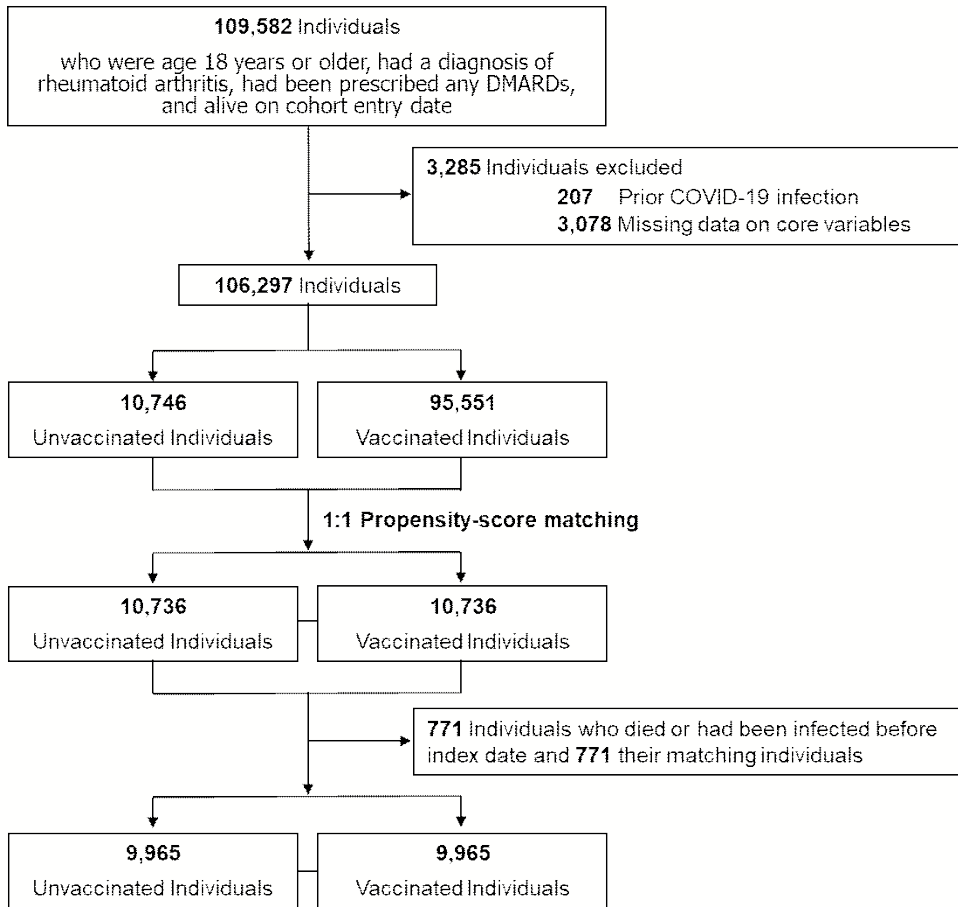 109,582 Individuals
who were age 18 years or older, had a diagnosis of
rheumatoid arthritis, had been prescribed any DMARDs,
and alive on cohort entry date
3,285 Individuals excluded
207 Prior COVID-19 infection
3,078 Missing data on core variables
106,297 Individuals
10,746
Unvaccinated Individuals
95,551
Vaccinated Individuals
1:1 Propensity-score matching
10,736
Unvaccinated Individuals
10,736
Vaccinated Individuals
771 Individuals who died or had been infected before
index date and 771 their matching individuals
9,965
Unvaccinated Individuals
9,965
Vaccinated Individuals